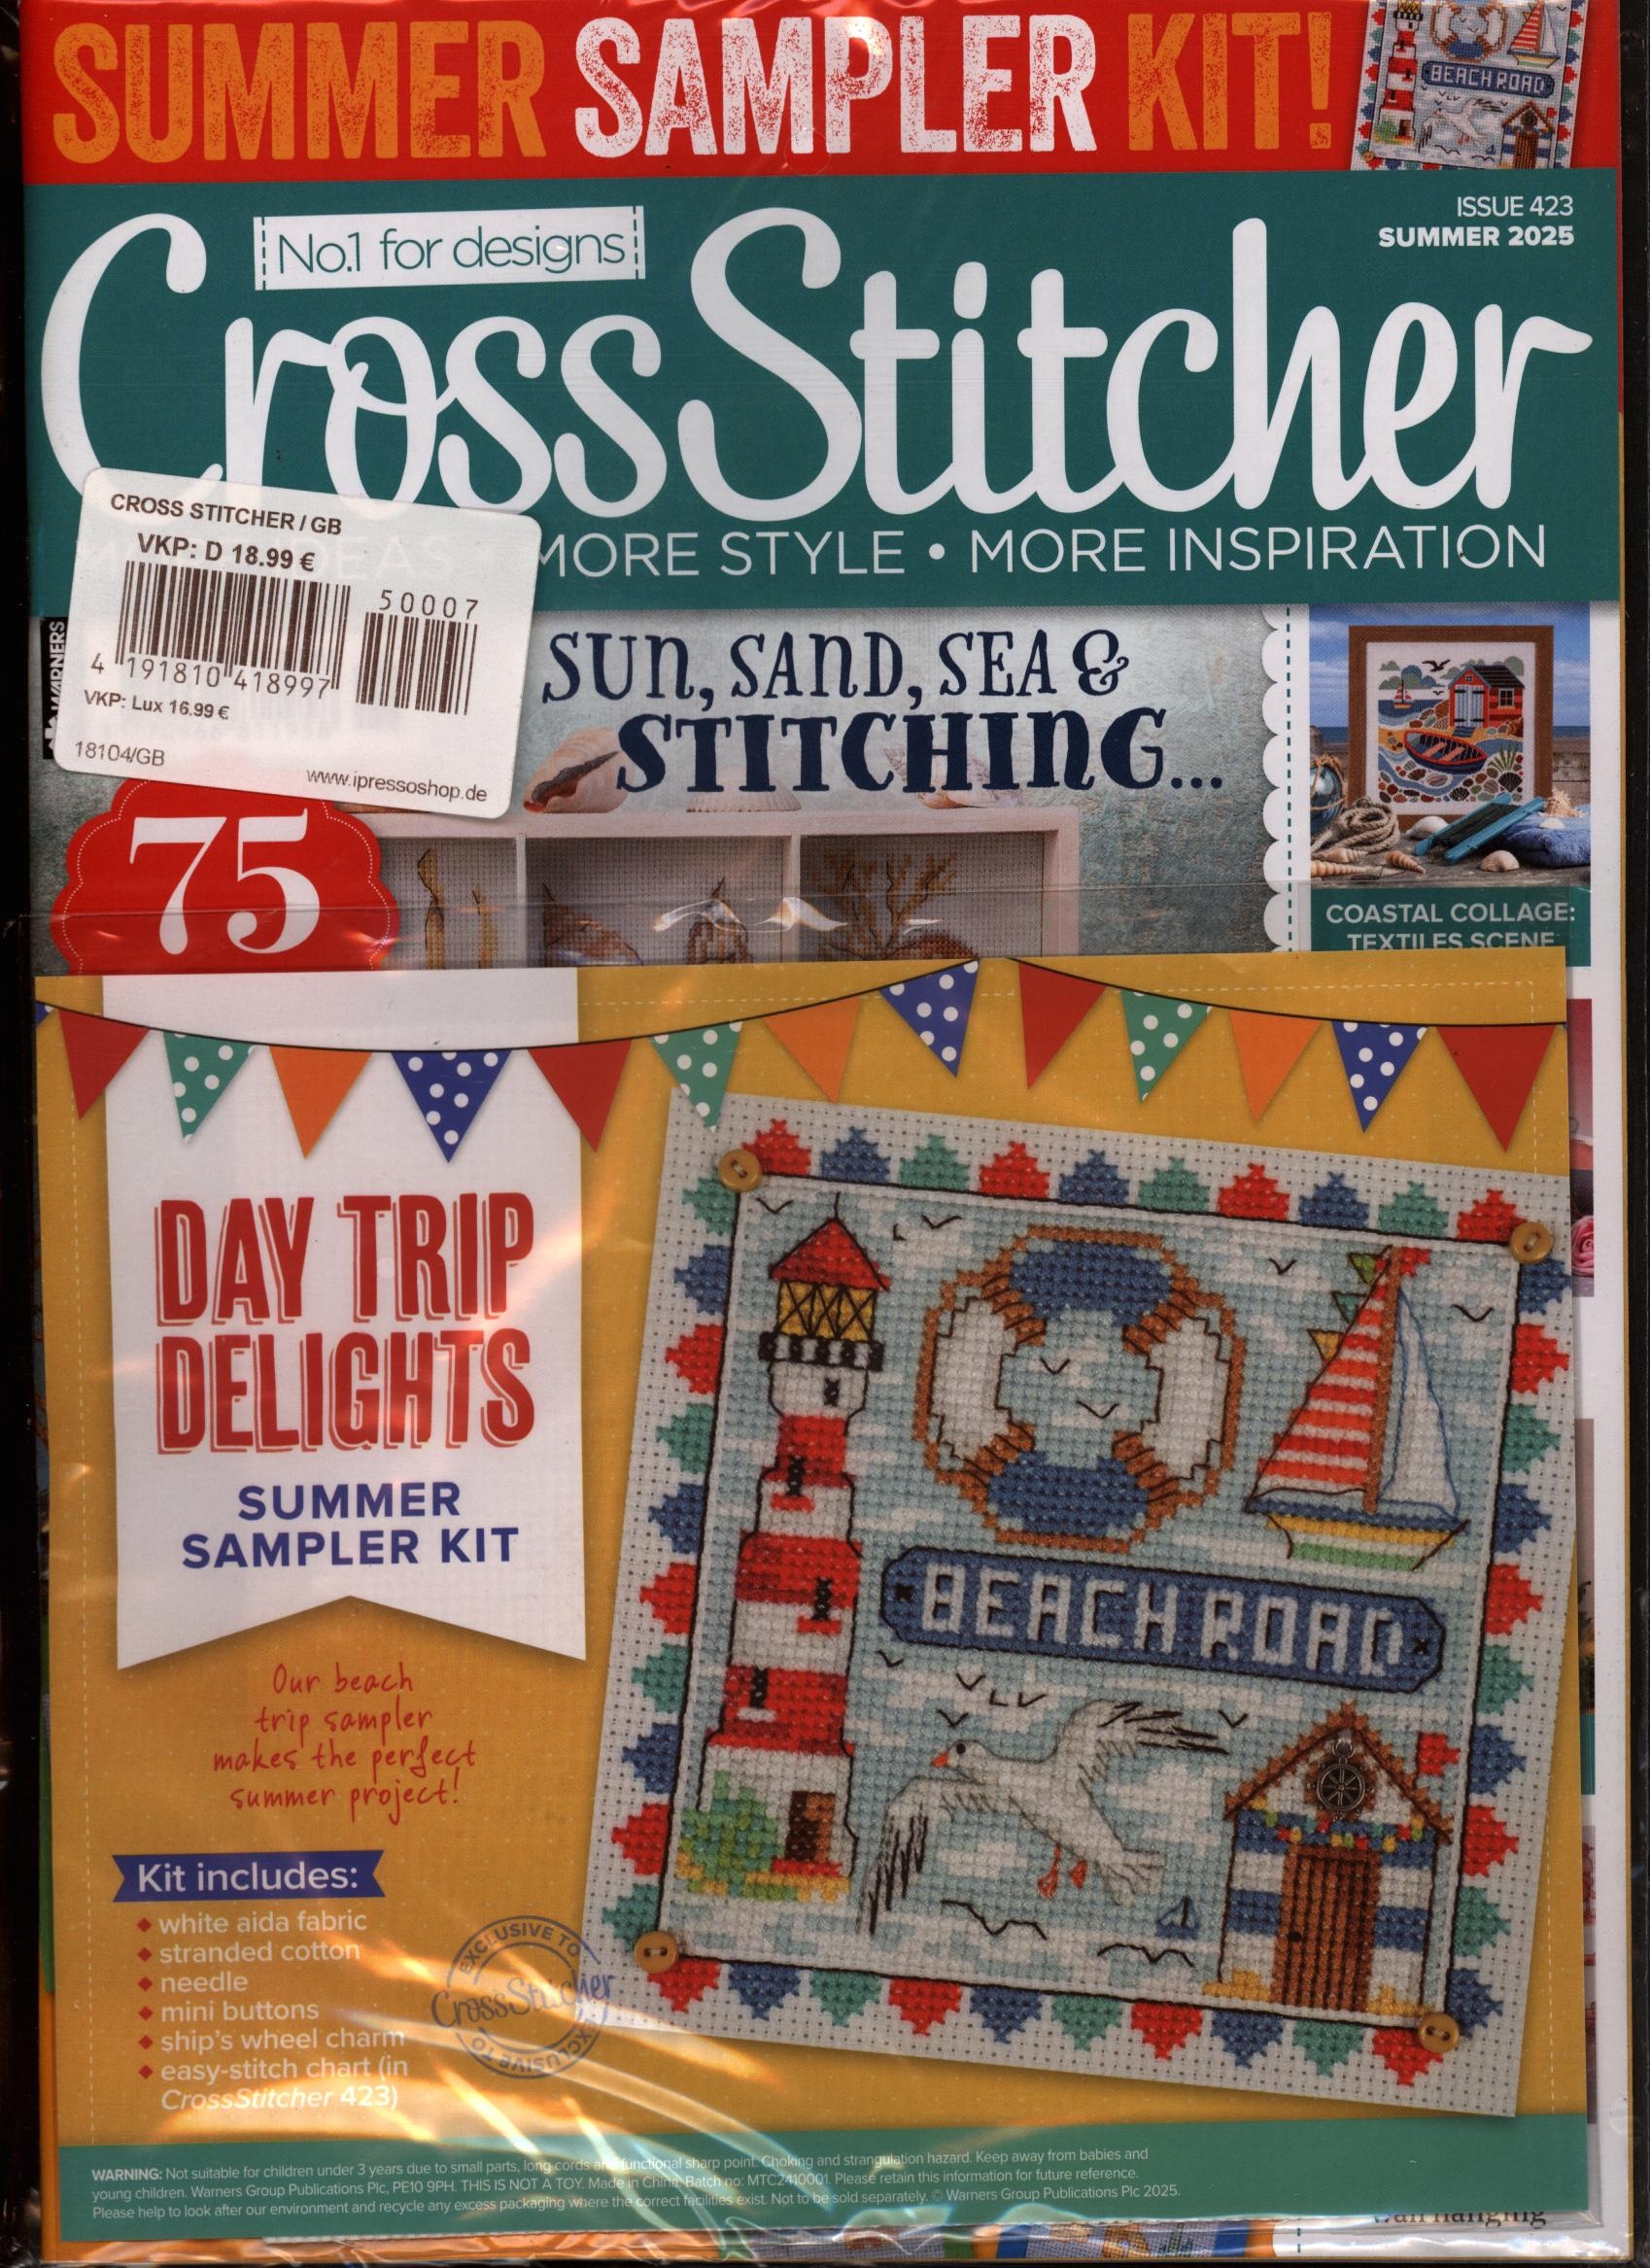 SUMMER SAMPLER KIT!
BEACH ROAD
ISSUE 423
SUMMER 2025
No.1 for designs
CrossStitcher
MORE STYLE • MORE INSPIRATION
CROSS STITCHER / GB
VKP: D 18.99 €
50007
4 191810 418997
VKP: Lux 16.99 €
18104/GB
www.ipressoshop.de
WARNERS
SUN, SAND, SEA &
STITCHING...
75
COASTAL COLLAGE:
TEXTILES SCENE
DAY TRIP
DELIGHTS
SUMMER
SAMPLER KIT
Our beach
trip sampler
makes the perfect
summer project!
BEACH ROAD
Kit includes:
♦ white aida fabric
♦ stranded cotton
♦ needle
♦ mini buttons
♦ ship's wheel charm
♦ easy-stitch chart (in
CrossStitcher 423)
EXCLUSIVE TO
CrossStitcher
EXCLUSIVE TO
WARNING: Not suitable for children under 3 years due to small parts, long cords and functional sharp point. Choking and strangulation hazard. Keep away from babies and
young children. Warners Group Publications Plc, PE10 9PH. THIS IS NOT A TOY. Made in China. Batch no: MTC2410001. Please retain this information for future reference.
Please help to look after our environment and recycle any excess packaging where the correct facilities exist. Not to be sold separately. © Warners Group Publications Plc 2025.
wall hanging